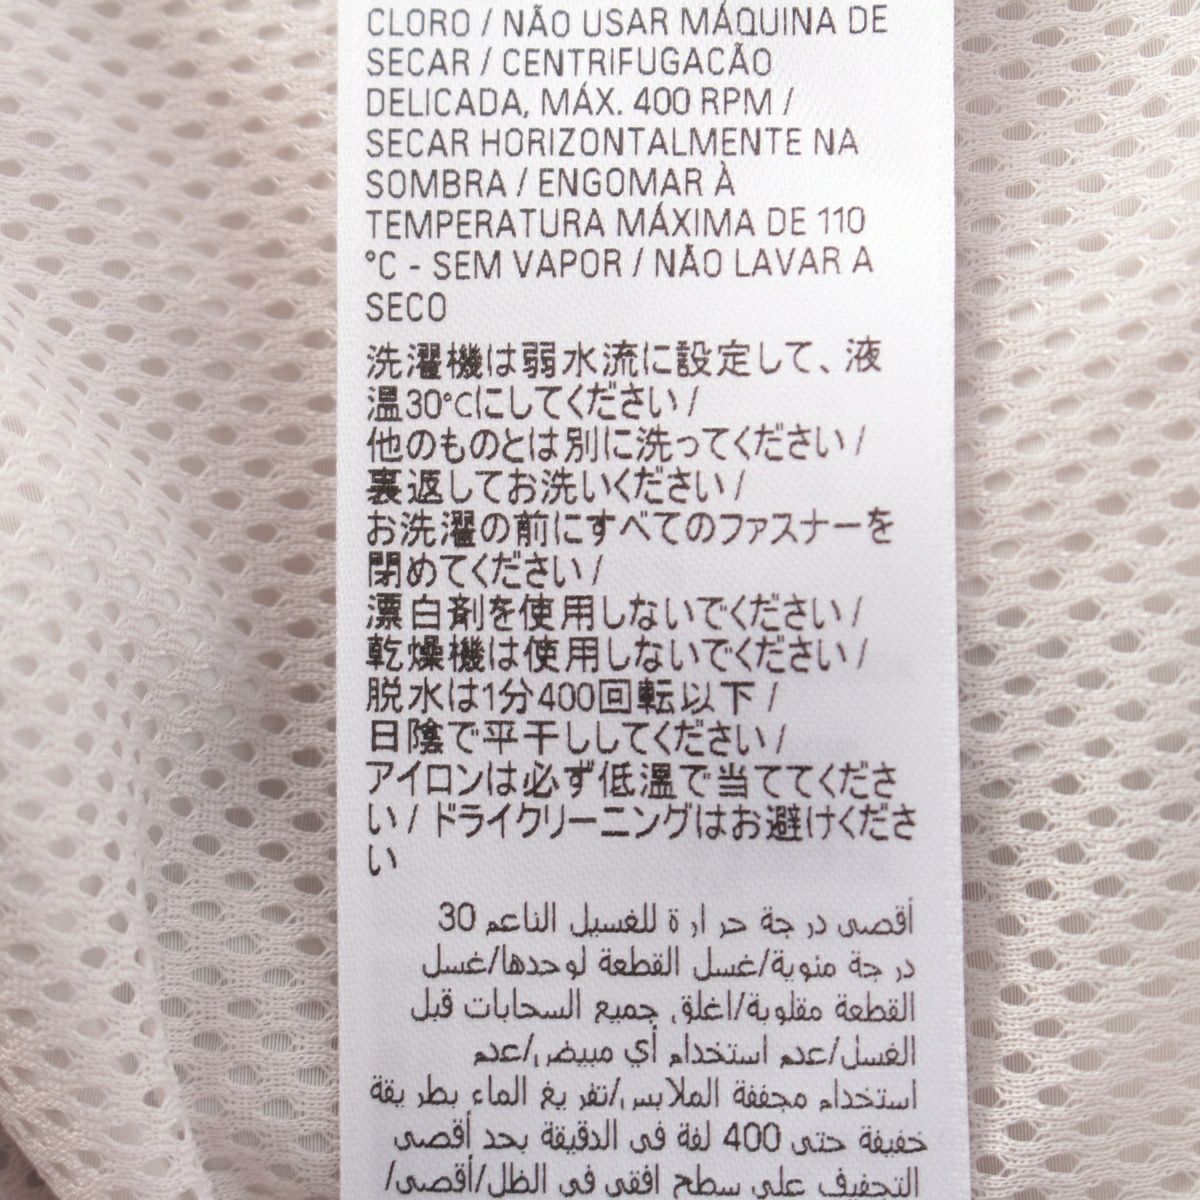 CLORO / NÃO USAR MÁQUINA DE
SECAR / CENTRIFUGACÃO
DELICADA, MÁX. 400 RPM /
SECAR HORIZONTALMENTE NA
SOMBRA / ENGOMAR À
TEMPERATURA MÁXIMA DE 110
°C - SEM VAPOR / NÃO LAVAR A
SECO
洗濯機は弱水流に設定して、液
温30℃にしてください /
他のものとは別に洗ってください /
裏返してお洗いください /
お洗濯の前にすべてのファスナーを
閉めてください /
漂白剤を使用しないでください /
乾燥機は使用しないでください /
脱水は1分400回転以下 /
日陰で平干ししてください /
アイロンは必ず低温で当ててくださ
い / ドライクリーニングはお避けくださ
い
أقصى درجة حرارة للغسيل الناعم 30
درجة مئوية/غسل القطعة لوحدها/غسل
القطعة مقلوبة/اغلق جميع السحابات قبل
الغسل/عدم استخدام أي مبيض/عدم
استخدام مجففة الملابس/تفريغ الماء بطريقة
خفيفة حتى 400 لفة في الدقيقة بحد أقصى
التجفيف على سطح افقي في الظل/أقصى/